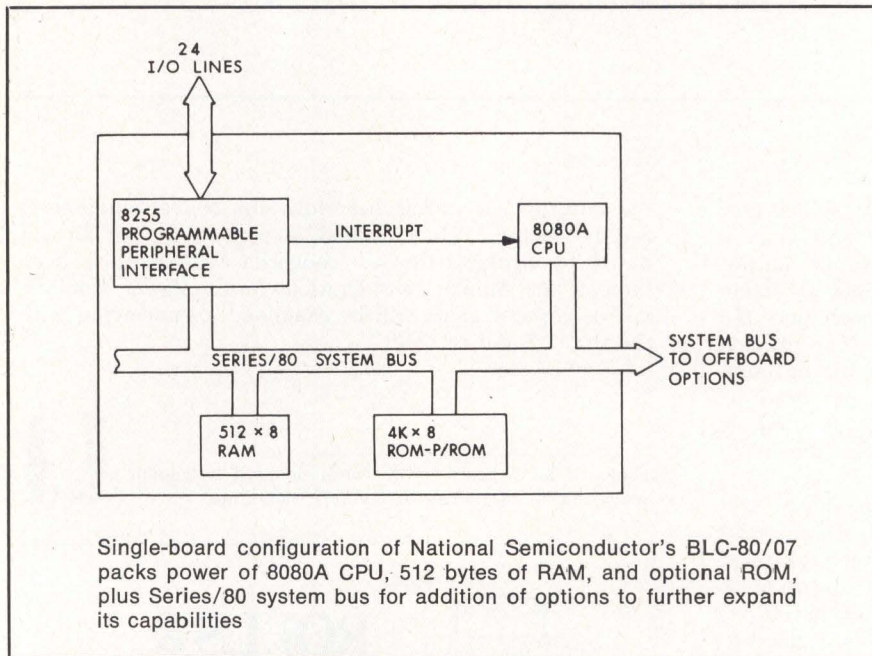 24
I/O LINES
8255
PROGRAMMABLE
PERIPHERAL
INTERFACE
INTERRUPT
8080A
CPU
SERIES/80 SYSTEM BUS
SYSTEM BUS
TO OFFBOARD
OPTIONS
512 × 8
RAM
4K × 8
ROM-P/ROM
Single-board configuration of National Semiconductor's BLC-80/07
packs power of 8080A CPU, 512 bytes of RAM, and optional ROM,
plus Series/80 system bus for addition of options to further expand
its capabilities